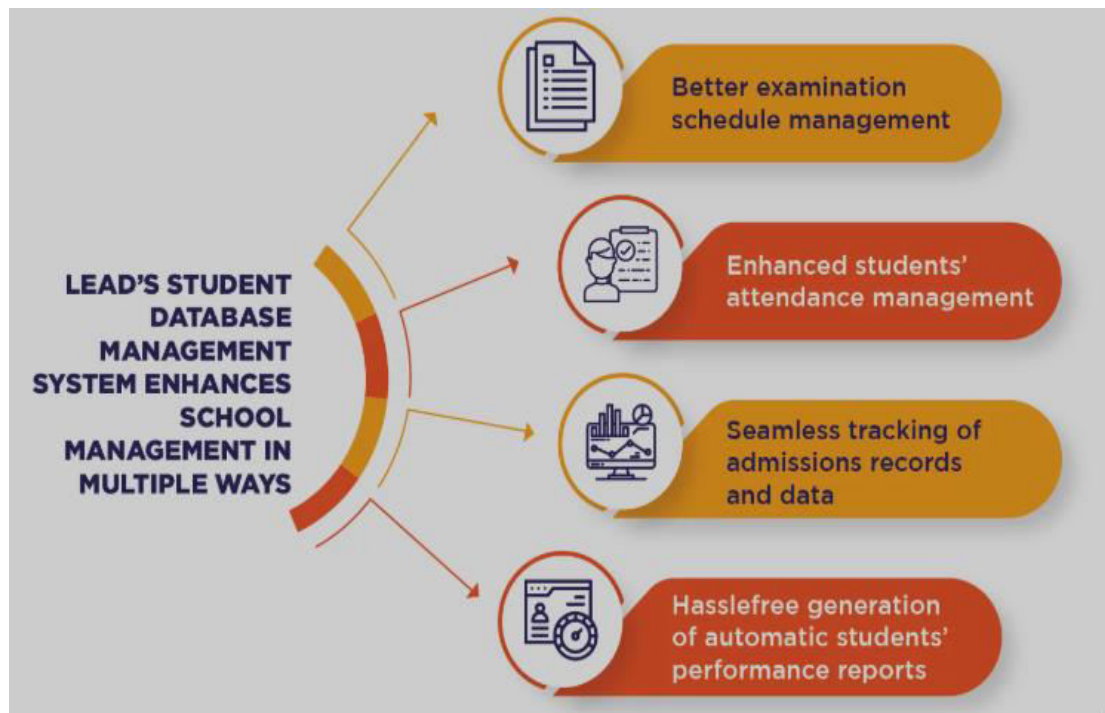 LEAD'S STUDENT
DATABASE
MANAGEMENT
SYSTEM ENHANCES
SCHOOL
MANAGEMENT IN
MULTIPLE WAYS
Better examination
schedule management
Enhanced students'
attendance management
Seamless tracking of
admissions records
and data
Hasslefree generation
of automatic students'
performance reports